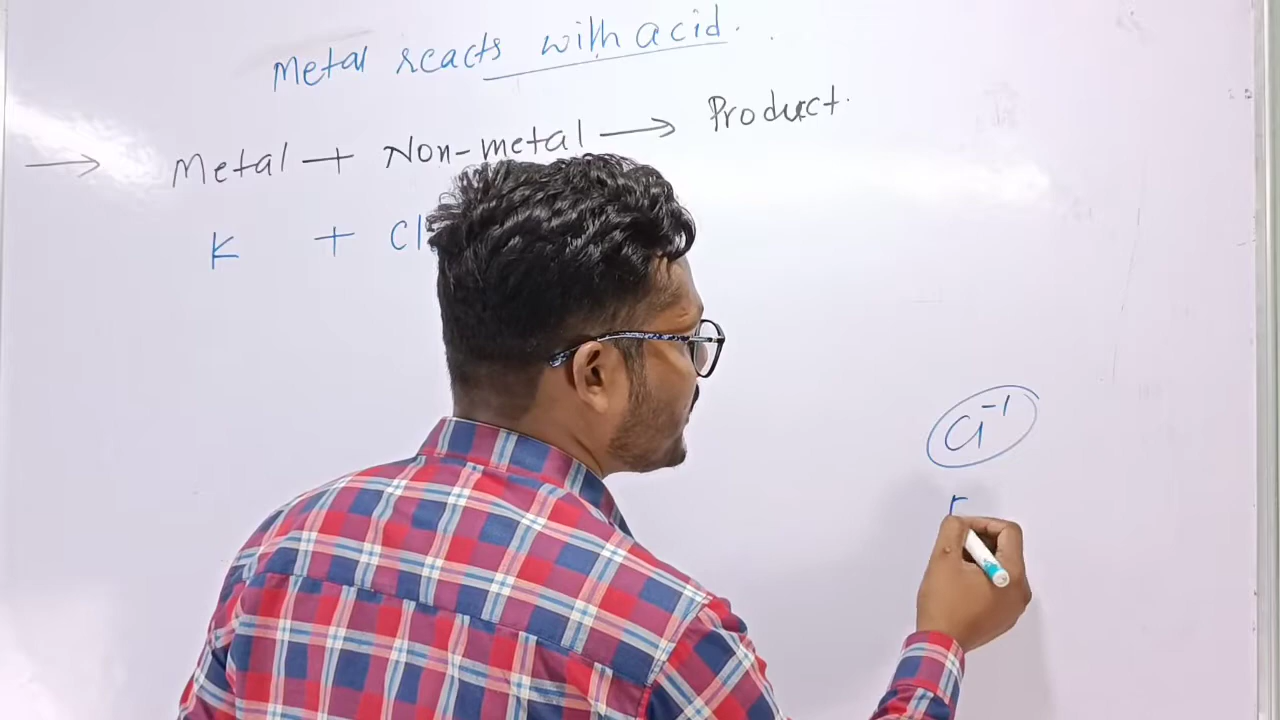 Metal reacts with acid.
→ Metal + Non-metal → Product.
K + Cl
Cl⁻¹